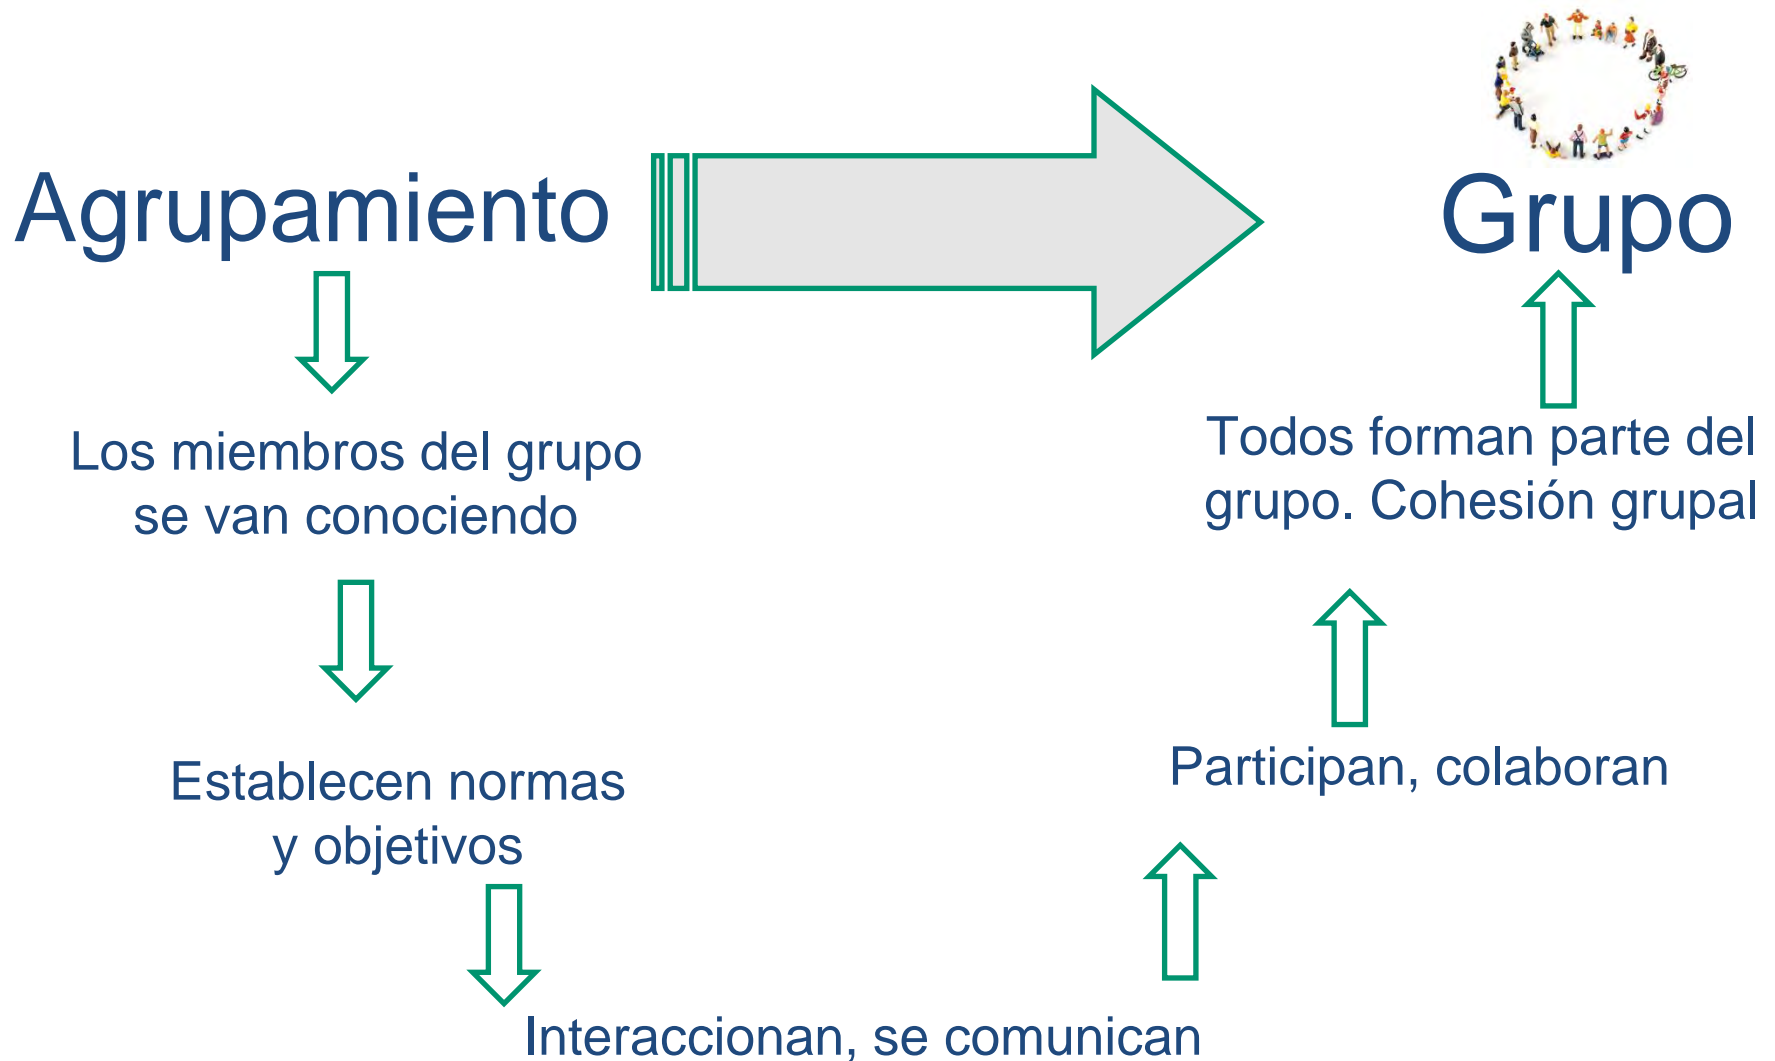 Agrupamiento
Grupo
Los miembros del grupo
se van conociendo
Establecen normas
y objetivos
Interaccionan, se comunican
Participan, colaboran
Todos forman parte del
grupo. Cohesión grupal